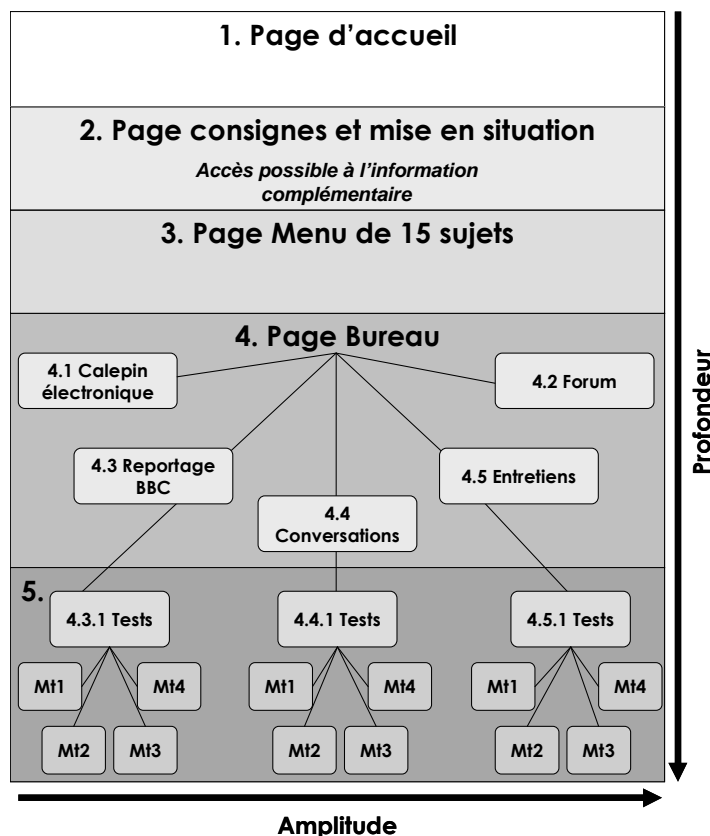 1. Page d’accueil
2. Page consignes et mise en situation
Accès possible à l’information
complémentaire
3. Page Menu de 15 sujets
4. Page Bureau
4.1 Calepin
électronique
4.2 Forum
4.3 Reportage
BBC
4.5 Entretiens
4.4
Conversations
5.
4.3.1 Tests
4.4.1 Tests
4.5.1 Tests
Mt1
Mt4
Mt1
Mt4
Mt1
Mt4
Mt2
Mt3
Mt2
Mt3
Mt2
Mt3
Profondeur
Amplitude